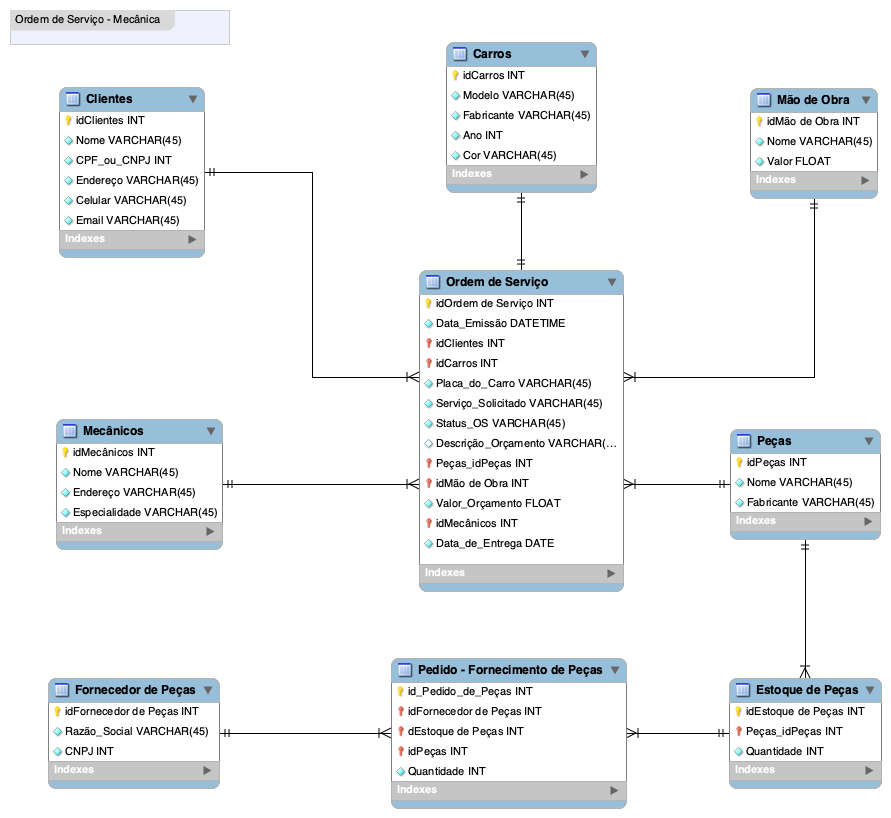 Ordem de Serviço - Mecânica
Carros
idCarros INT
Modelo VARCHAR(45)
Fabricante VARCHAR(45)
Ano INT
Cor VARCHAR(45)
Indexes
Clientes
idClientes INT
Nome VARCHAR(45)
CPF_ou_CNPJ INT
Endereço VARCHAR(45)
Celular VARCHAR(45)
Email VARCHAR(45)
Indexes
Mão de Obra
idMão de Obra INT
Nome VARCHAR(45)
Valor FLOAT
Indexes
Ordem de Serviço
idOrdem de Serviço INT
Data_Emissão DATETIME
idClientes INT
idCarros INT
Placa_do_Carro VARCHAR(45)
Serviço_Solicitado VARCHAR(45)
Status_OS VARCHAR(45)
Descrição_Orçamento VARCHAR(...
Peças_idPeças INT
idMão de Obra INT
Valor_Orçamento FLOAT
idMecânicos INT
Data_de_Entrega DATE
Indexes
Mecânicos
idMecânicos INT
Nome VARCHAR(45)
Endereço VARCHAR(45)
Especialidade VARCHAR(45)
Indexes
Peças
idPeças INT
Nome VARCHAR(45)
Fabricante VARCHAR(45)
Indexes
Fornecedor de Peças
idFornecedor de Peças INT
Razão_Social VARCHAR(45)
CNPJ INT
Indexes
Pedido - Fornecimento de Peças
id_Pedido_de_Peças INT
idFornecedor de Peças INT
dEstoque de Peças INT
idPeças INT
Quantidade INT
Indexes
Estoque de Peças
idEstoque de Peças INT
Peças_idPeças INT
Quantidade INT
Indexes